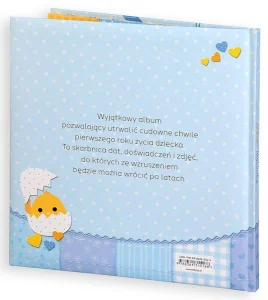 Wyjątkowy album
pozwalający utrwalić cudowne chwile
pierwszego roku życia dziecka.
To skarbnica dat, doświadczeń i zdjęć,
do których ze wzruszeniem
będzie można wrócić po latach.